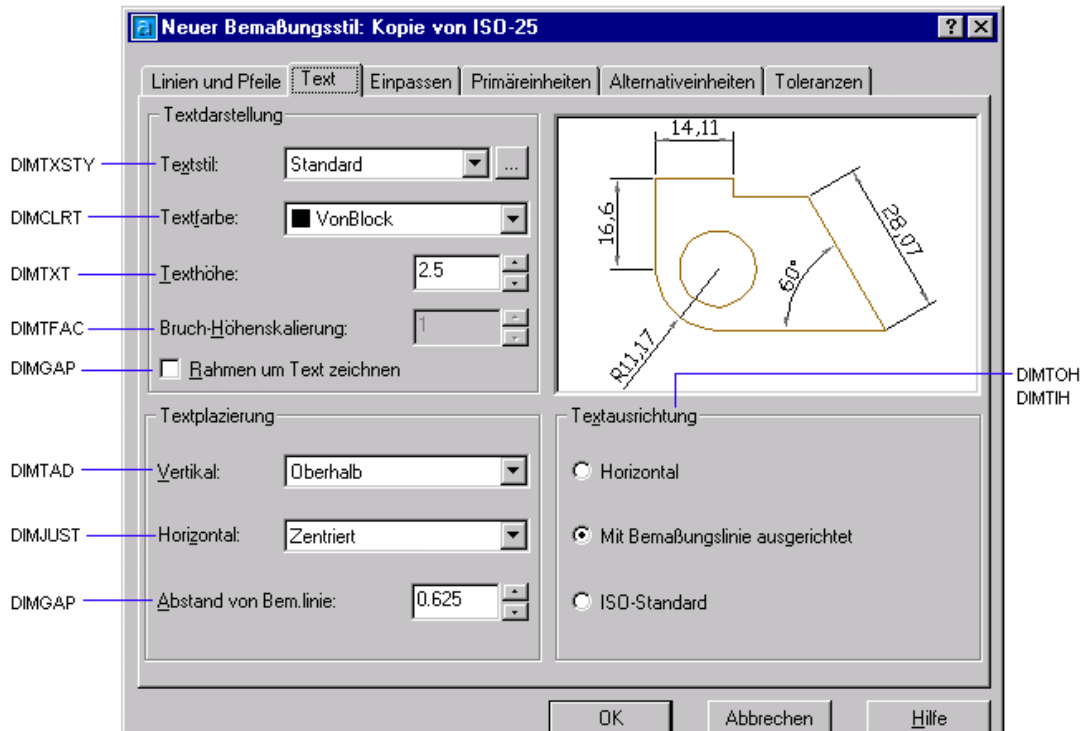 Neuer Bemaßungsstil: Kopie von ISO-25
Linien und Pfeile Text Einpassen Primäreinheiten Alternativeinheiten Toleranzen
Textdarstellung
DIMTXSTY Textstil: Standard ...
DIMCLRT Textfarbe: VonBlock
DIMTXT Texthöhe: 2.5
DIMTFAC Bruch-Höhenskalierung: 1
DIMGAP Rahmen um Text zeichnen
14,11
16,6
28,07
60°
R11,17
DIMTOH
DIMTIH
Textplazierung
DIMTAD Vertikal: Oberhalb
DIMJUST Horizontal: Zentriert
DIMGAP Abstand von Bem.linie: 0.625
Textausrichtung
Horizontal
Mit Bemaßungslinie ausgerichtet
ISO-Standard
OK Abbrechen Hilfe